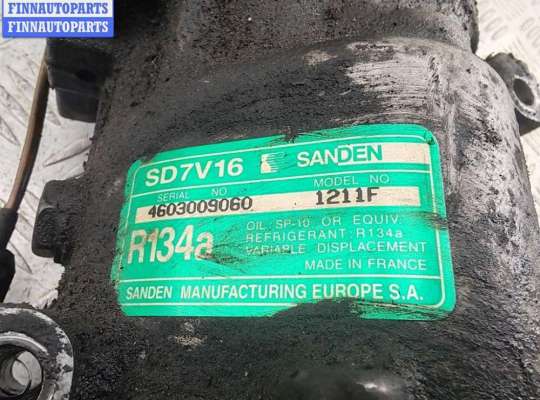 FINNAUTOPARTS
FINNAUTOPARTS
SD7V16 SANDEN
SERIAL NO MODEL NO
4603009060 1211F
R134a
OIL SP-10 OR EQUIV.
REFRIGERANT R134a
VARIABLE DISPLACEMENT
MADE IN FRANCE
SANDEN MANUFACTURING EUROPE S.A.